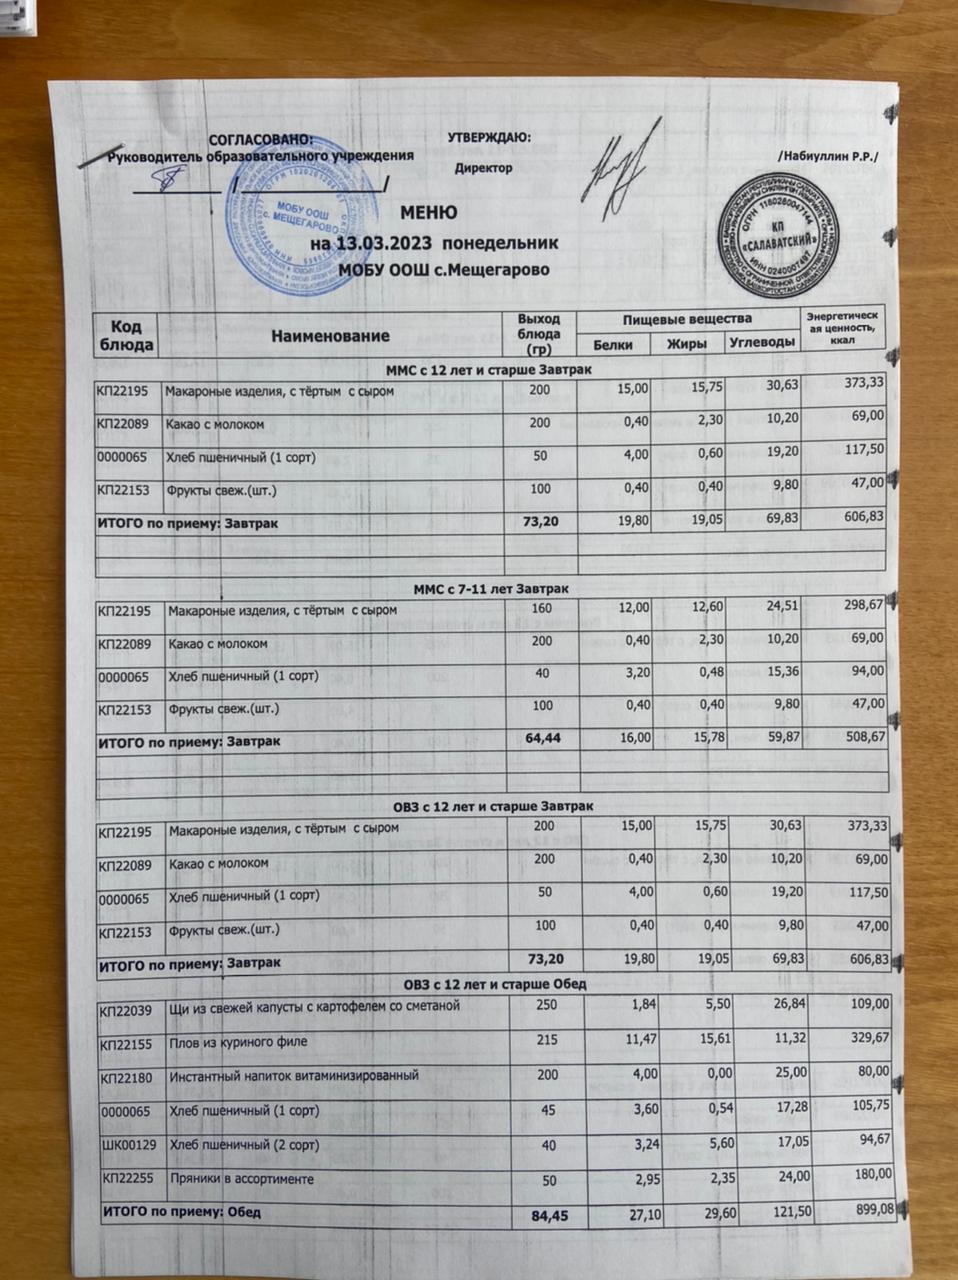 СОГЛАСОВАНО:
УТВЕРЖДАЮ:
Руководитель образовательного учреждения
Директор
/Набиуллин Р.Р./
/ /
МЕНЮ
на 13.03.2023 понедельник
МОБУ ООШ с.Мещегарово
МОБУ ООШ
с. МЕЩЕГАРОВО
ОГРН 1160280047144
КП
«САЛАВАТСКИЙ»
ИНН 0240007497
Код блюда Наименование Выход блюда (гр) Пищевые вещества Энергетическ ая ценность, ккал
Белки Жиры Углеводы
ММС с 12 лет и старше Завтрак
КП22195 Макароные изделия, с тёртым с сыром 200 15,00 15,75 30,63 373,33
КП22089 Какао с молоком 200 0,40 2,30 10,20 69,00
0000065 Хлеб пшеничный (1 сорт) 50 4,00 0,60 19,20 117,50
КП22153 Фрукты свеж.(шт.) 100 0,40 0,40 9,80 47,00
ИТОГО по приему: Завтрак 73,20 19,80 19,05 69,83 606,83
ММС с 7-11 лет Завтрак
КП22195 Макароные изделия, с тёртым с сыром 160 12,00 12,60 24,51 298,67
КП22089 Какао с молоком 200 0,40 2,30 10,20 69,00
0000065 Хлеб пшеничный (1 сорт) 40 3,20 0,48 15,36 94,00
КП22153 Фрукты свеж.(шт.) 100 0,40 0,40 9,80 47,00
ИТОГО по приему: Завтрак 64,44 16,00 15,78 59,87 508,67
ОВЗ с 12 лет и старше Завтрак
КП22195 Макароные изделия, с тёртым с сыром 200 15,00 15,75 30,63 373,33
КП22089 Какао с молоком 200 0,40 2,30 10,20 69,00
0000065 Хлеб пшеничный (1 сорт) 50 4,00 0,60 19,20 117,50
КП22153 Фрукты свеж.(шт.) 100 0,40 0,40 9,80 47,00
ИТОГО по приему: Завтрак 73,20 19,80 19,05 69,83 606,83
ОВЗ с 12 лет и старше Обед
КП22039 Щи из свежей капусты с картофелем со сметаной 250 1,84 5,50 26,84 109,00
КП22155 Плов из куриного филе 215 11,47 15,61 11,32 329,67
КП22180 Инстантный напиток витаминизированный 200 4,00 0,00 25,00 80,00
0000065 Хлеб пшеничный (1 сорт) 45 3,60 0,54 17,28 105,75
ШК00129 Хлеб пшеничный (2 сорт) 40 3,24 5,60 17,05 94,67
КП22255 Пряники в ассортименте 50 2,95 2,35 24,00 180,00
ИТОГО по приему: Обед 84,45 27,10 29,60 121,50 899,08